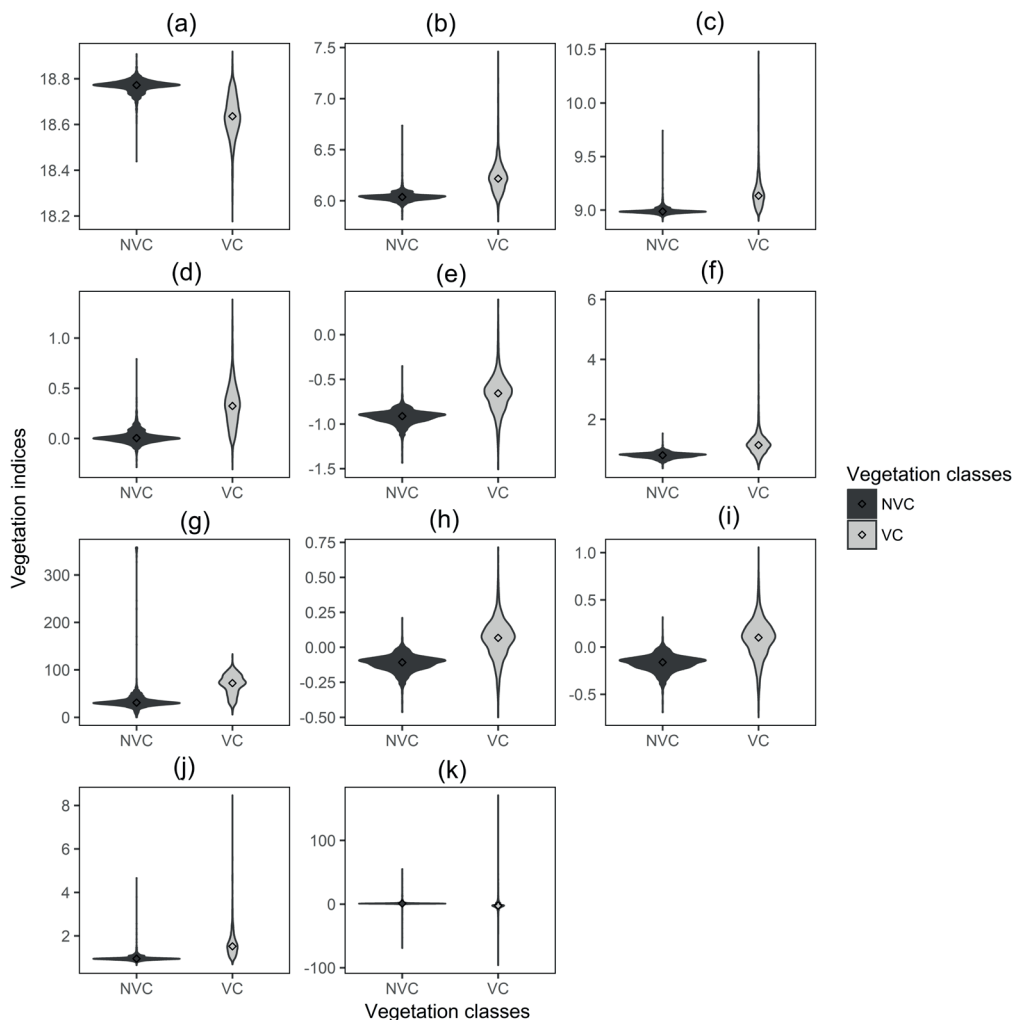 (a)
(b)
(c)
18.8
18.6
18.4
18.2
NVC
VC
7.5
7.0
6.5
6.0
NVC
VC
10.5
10.0
9.5
9.0
NVC
VC
(d)
(e)
(f)
1.0
0.5
0.0
NVC
VC
0.0
-0.5
-1.0
-1.5
NVC
VC
6
4
2
NVC
VC
Vegetation indices
Vegetation classes
NVC
VC
(g)
(h)
(i)
300
200
100
0
NVC
VC
0.75
0.50
0.25
0.00
-0.25
-0.50
NVC
VC
1.0
0.5
0.0
-0.5
NVC
VC
(j)
(k)
8
6
4
2
NVC
VC
100
0
-100
NVC
VC
Vegetation classes